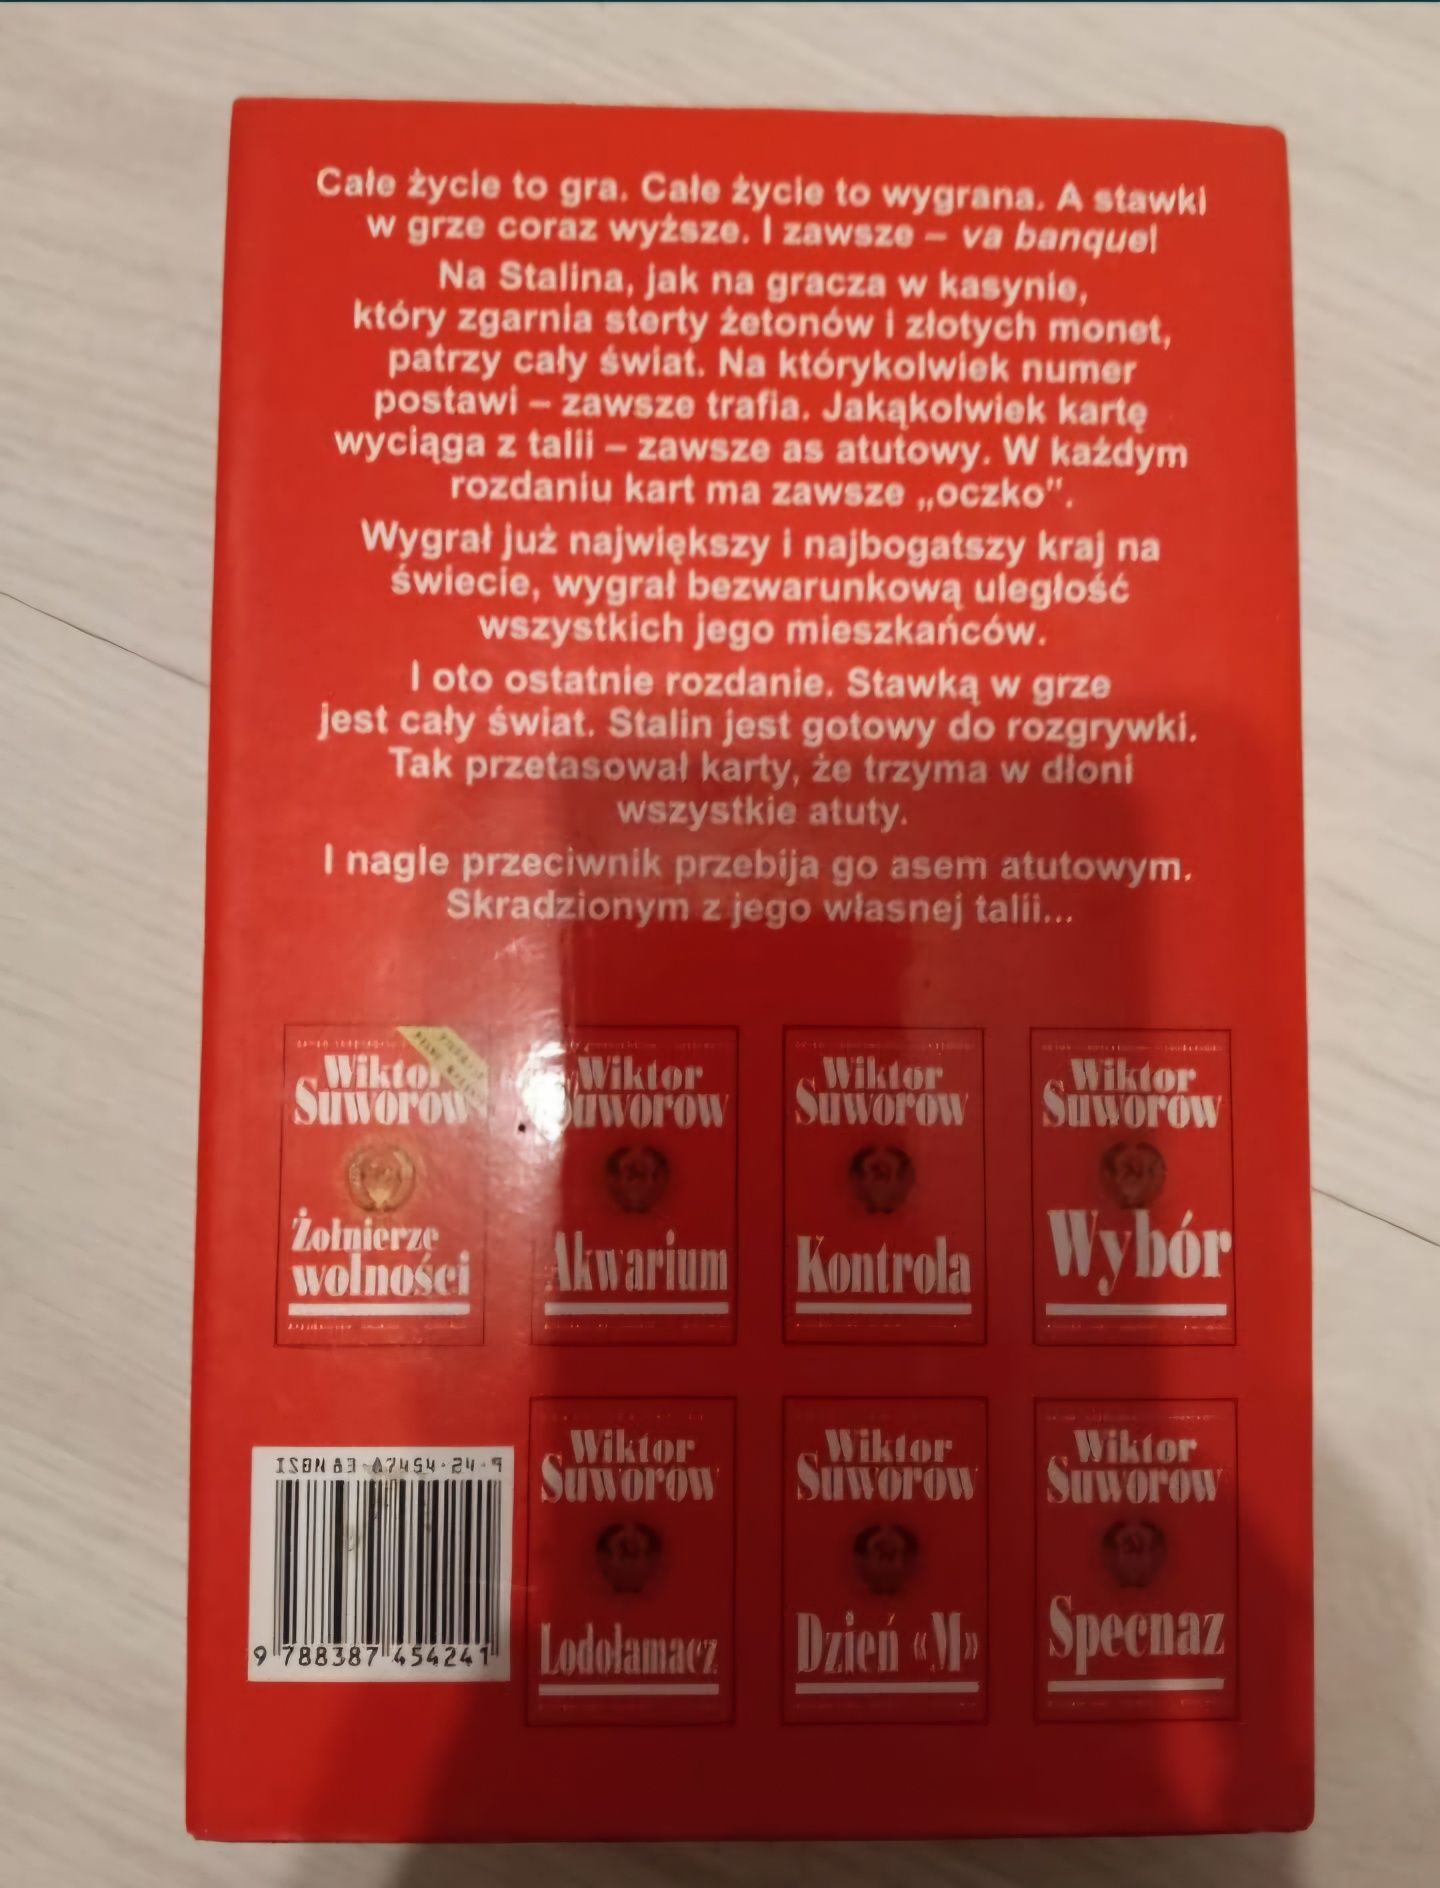 Całe życie to gra. Całe życie to wygrana. A stawki
w grze coraz wyższe. I zawsze – va banque!
Na Stalina, jak na gracza w kasynie,
który zgarnia sterty żetonów i złotych monet,
patrzy cały świat. Na którykolwiek numer
postawi – zawsze trafia. Jakąkolwiek kartę
wyciąga z talii – zawsze as atutowy. W każdym
rozdaniu kart ma zawsze „oczko”.
Wygrał już największy i najbogatszy kraj na
świecie, wygrał bezwarunkową uległość
wszystkich jego mieszkańców.
I oto ostatnie rozdanie. Stawką w grze
jest cały świat. Stalin jest gotowy do rozgrywki.
Tak przetasował karty, że trzyma w dłoni
wszystkie atuty.
I nagle przeciwnik przebija go asem atutowym.
Skradzionym z jego własnej talii...
Wiktor
Suworow
Żołnierze
wolności
Wiktor
Suworow
Akwarium
Wiktor
Suworow
Kontrola
Wiktor
Suworow
Wybór
ISBN 83-87454-24-9
9 788387 454241
Wiktor
Suworow
Lodołamacz
Wiktor
Suworow
Dzień «M»
Wiktor
Suworow
Specnaz